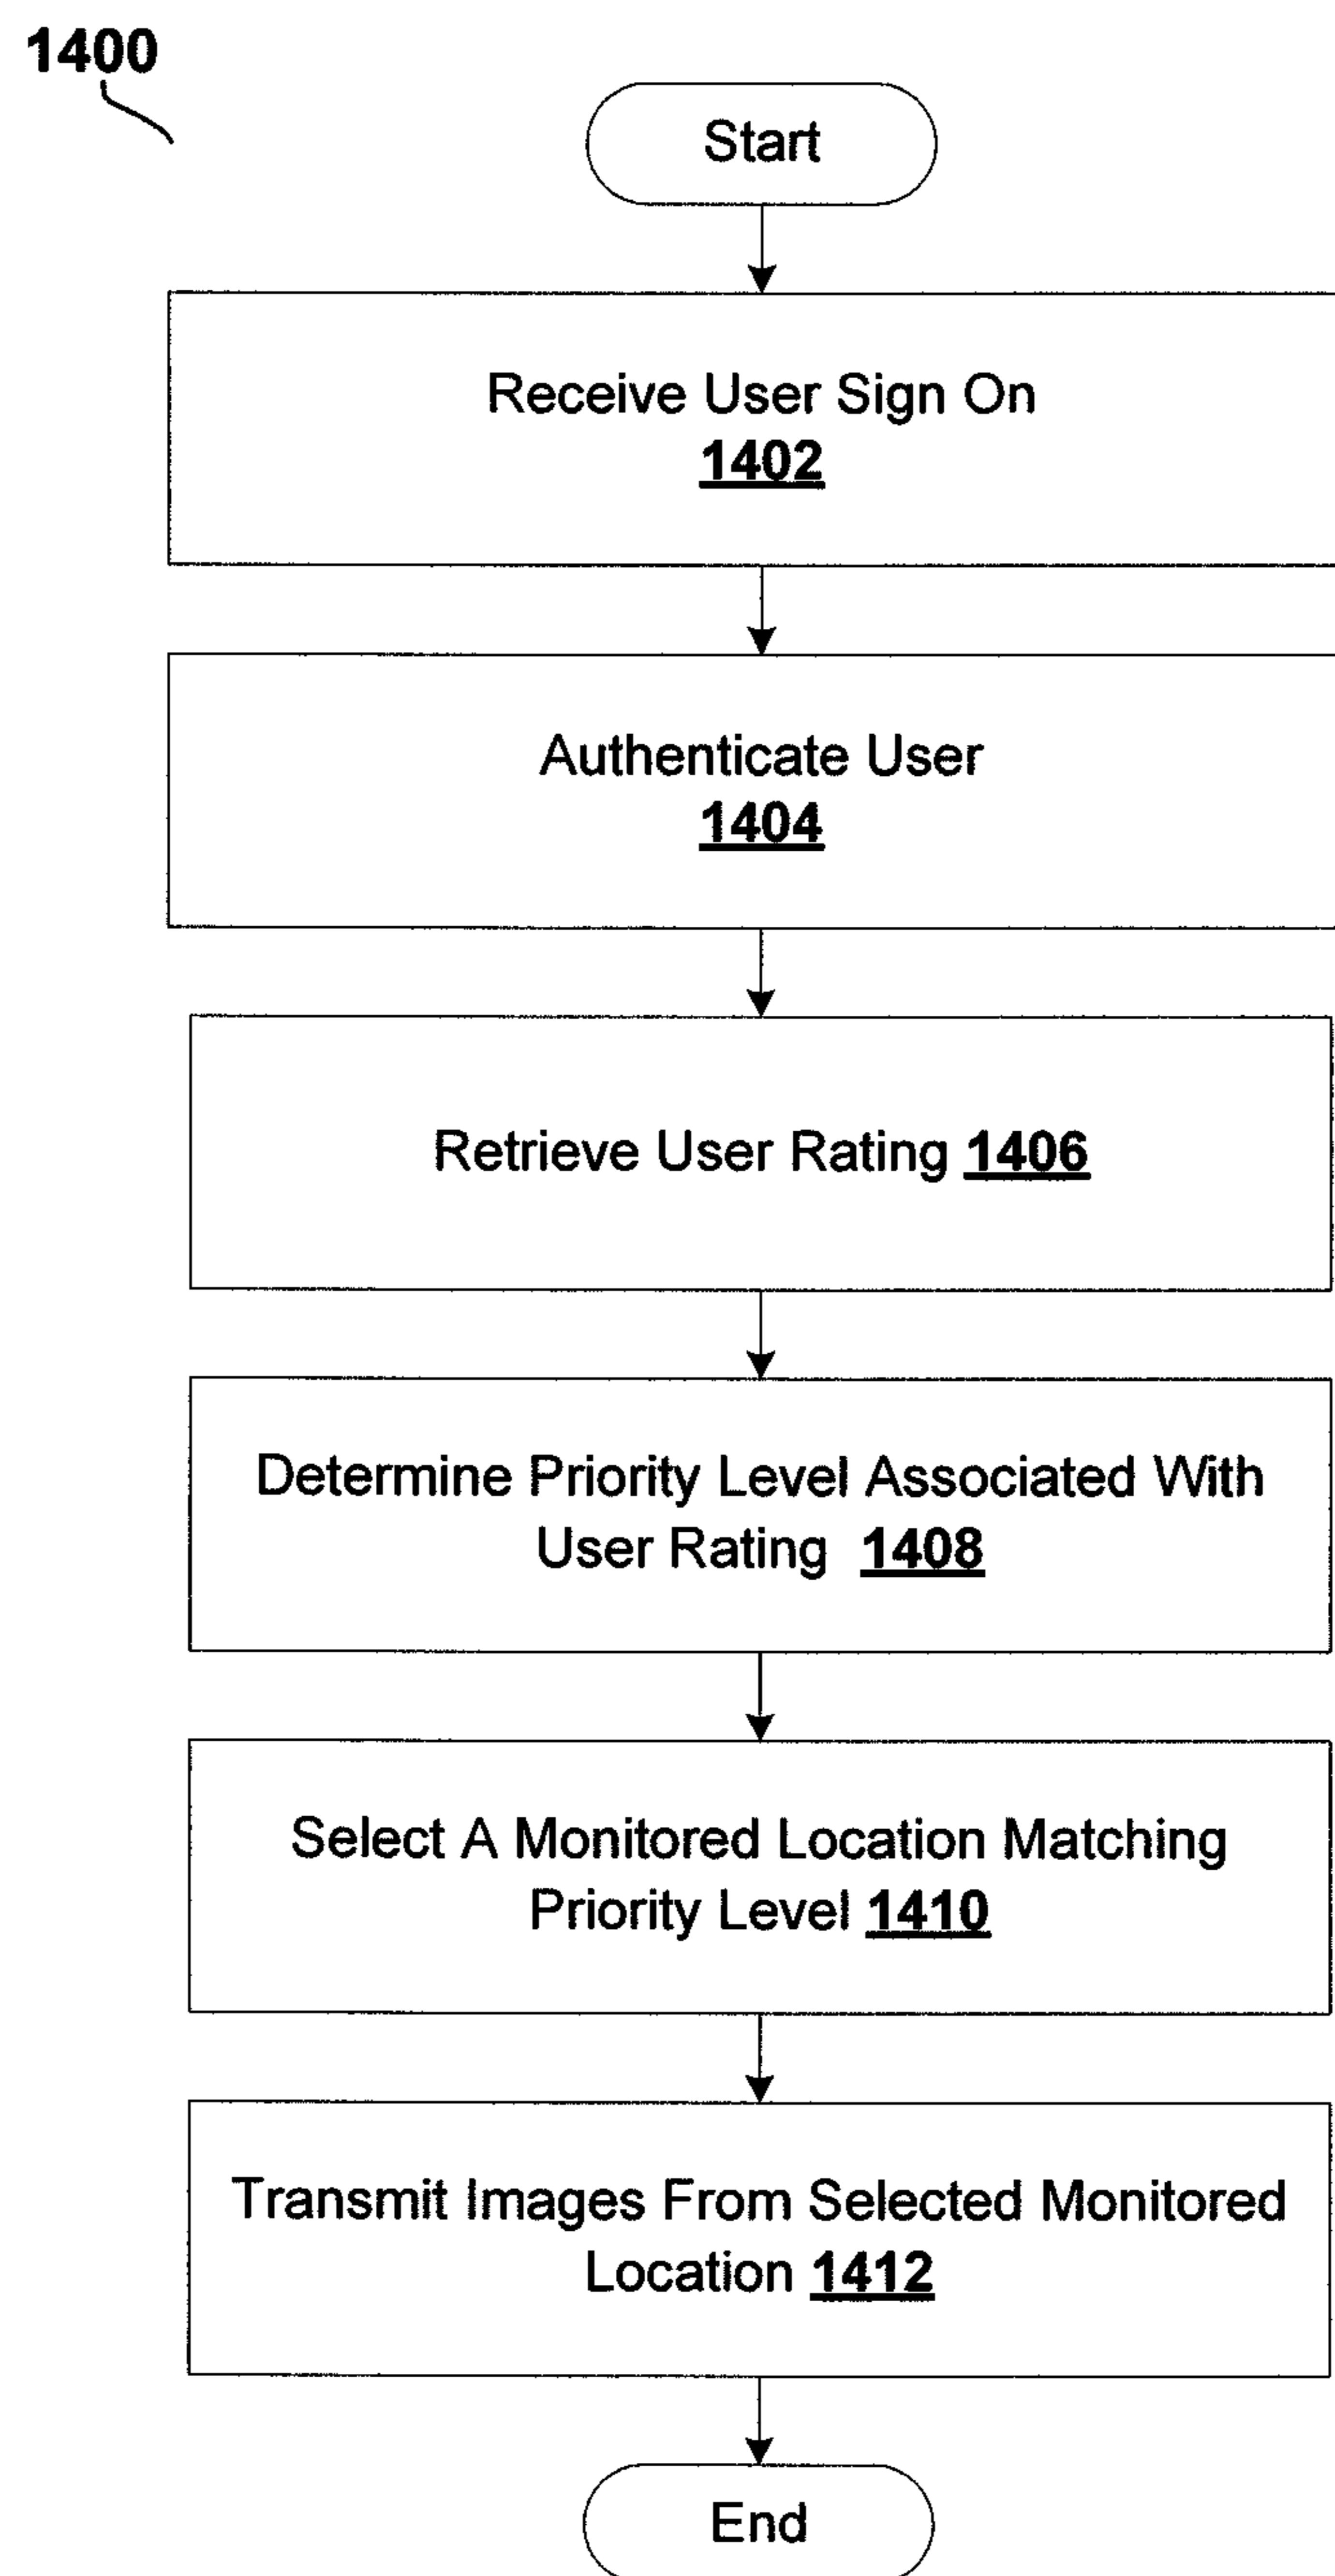 1400
Start
Receive User Sign On
1402
Authenticate User
1404
Retrieve User Rating 1406
Determine Priority Level Associated With
User Rating 1408
Select A Monitored Location Matching
Priority Level 1410
Transmit Images From Selected Monitored
Location 1412
End